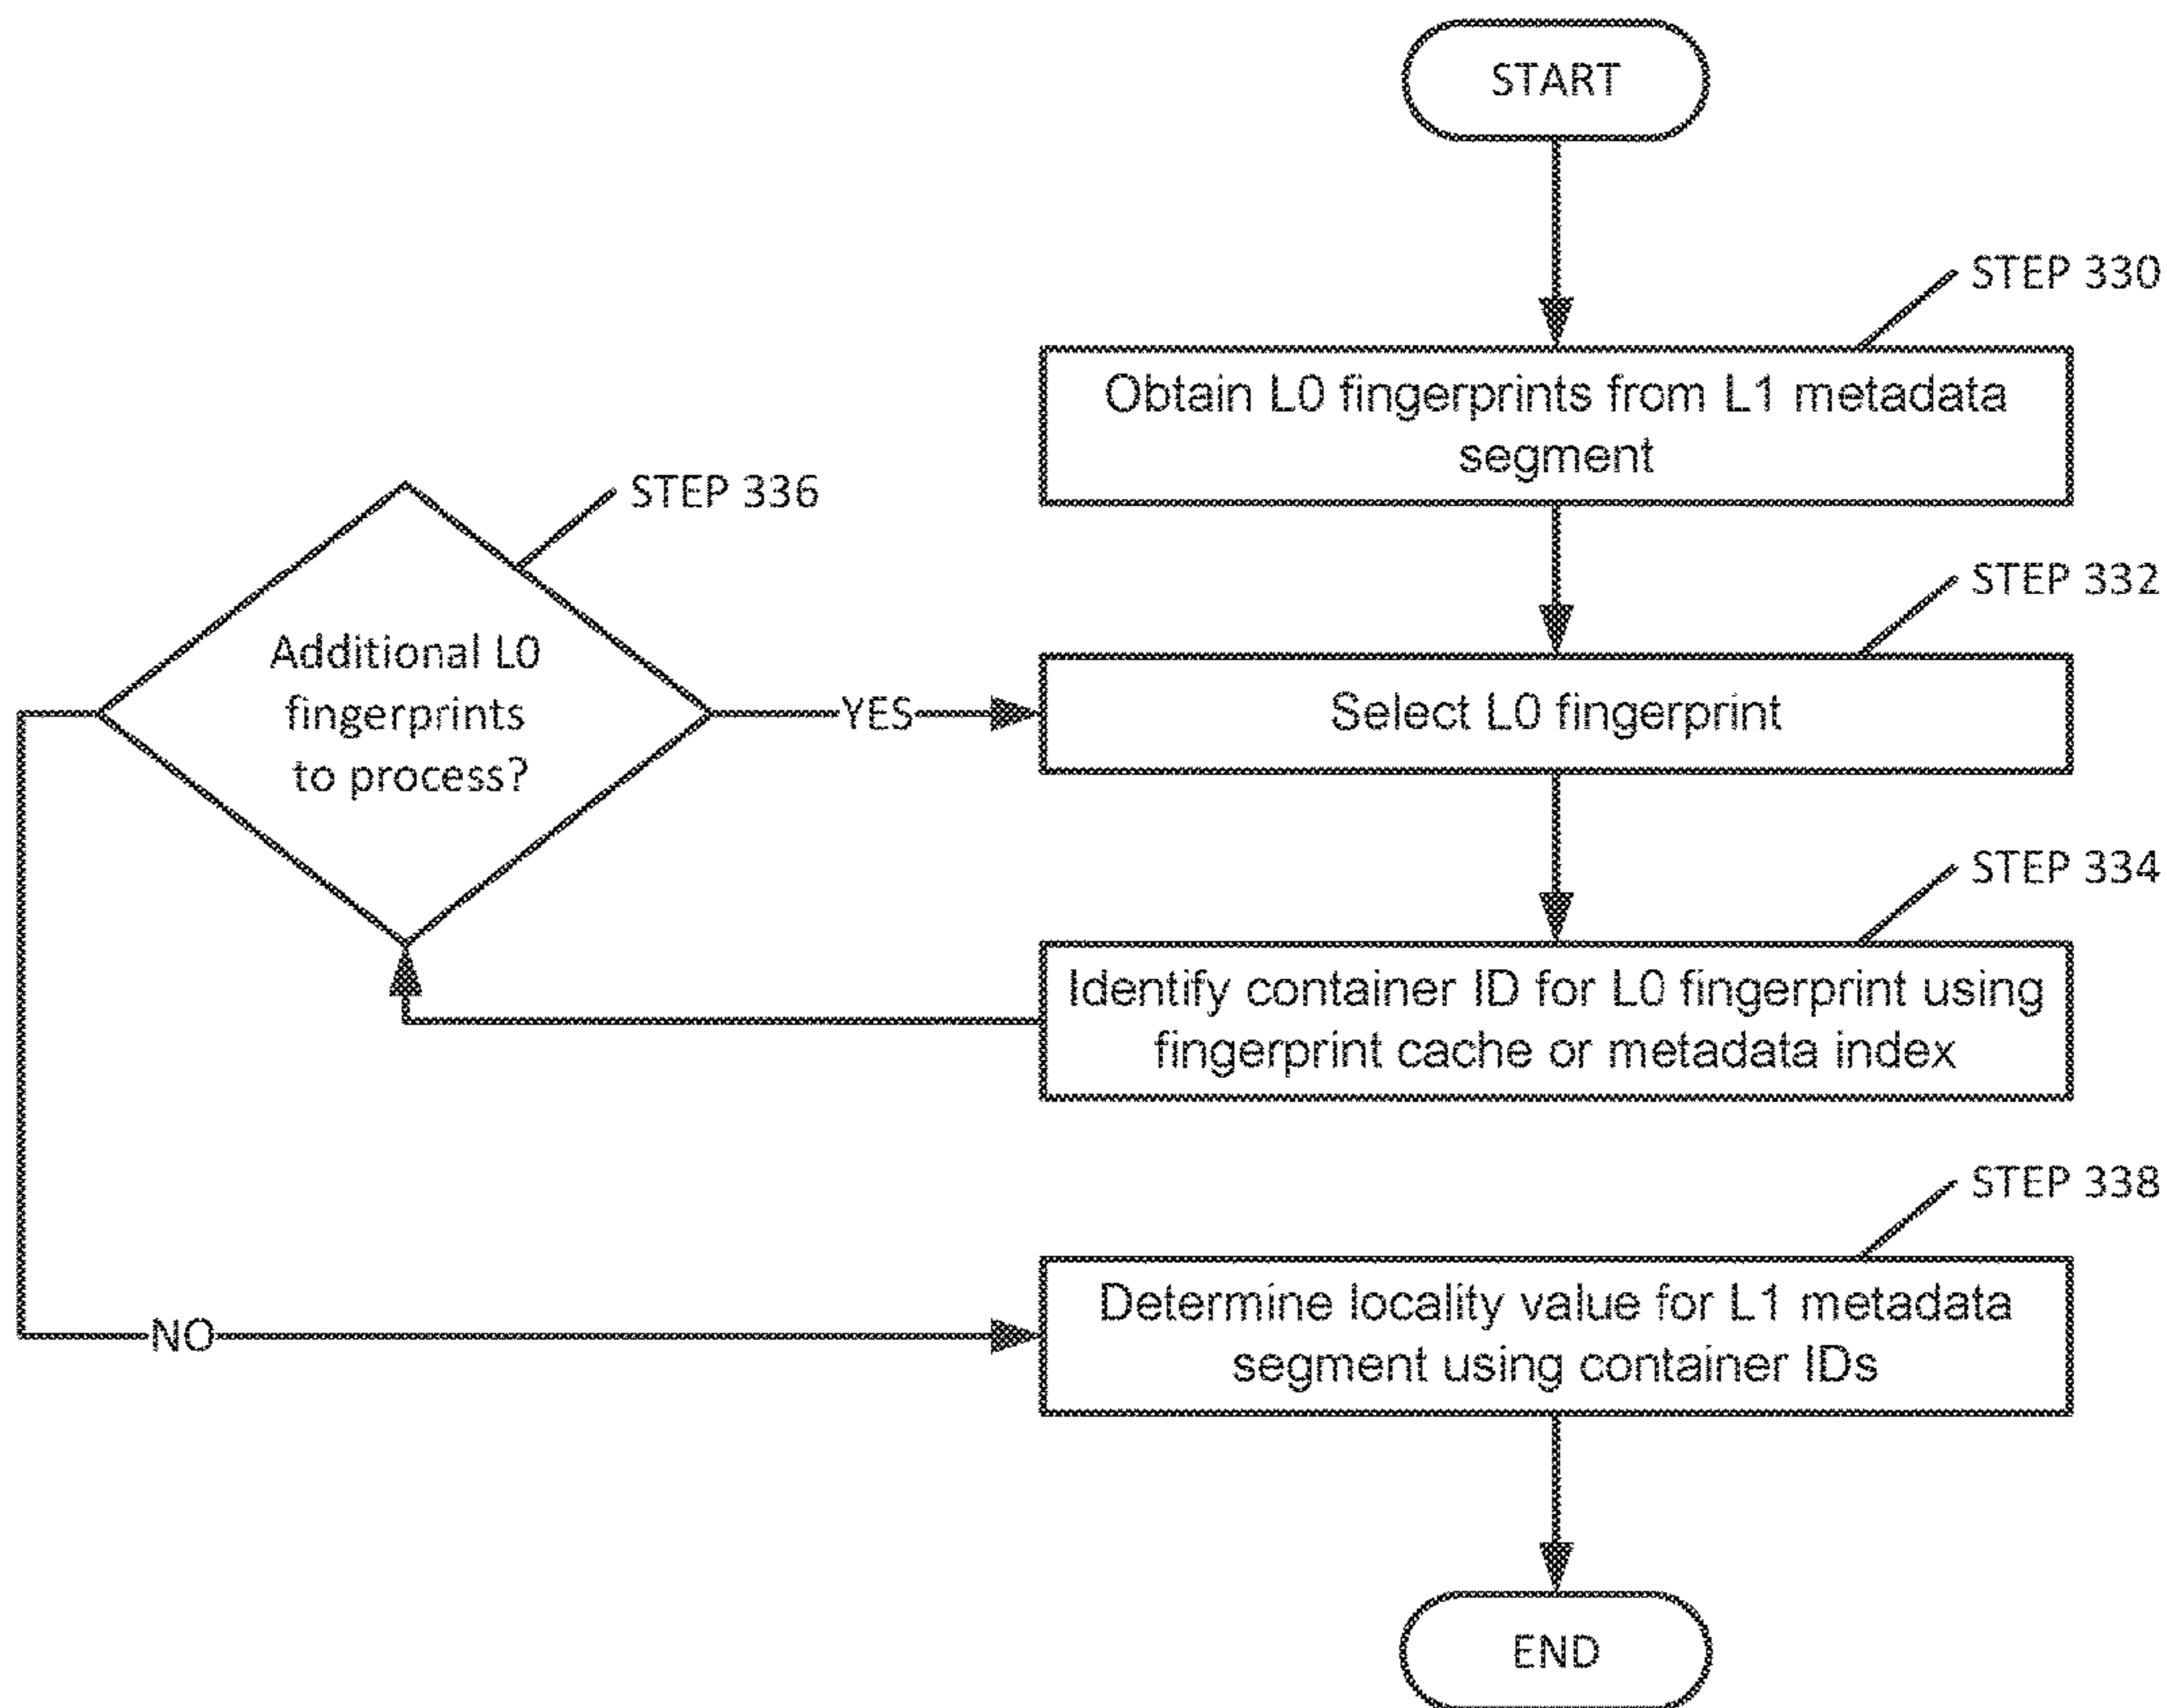 START
STEP 330
Obtain L0 fingerprints from L1 metadata
segment
STEP 336
STEP 332
Additional L0
fingerprints
to process?
YES
Select L0 fingerprint
STEP 334
Identify container ID for L0 fingerprint using
fingerprint cache or metadata index
STEP 338
Determine locality value for L1 metadata
segment using container IDs
NO
END